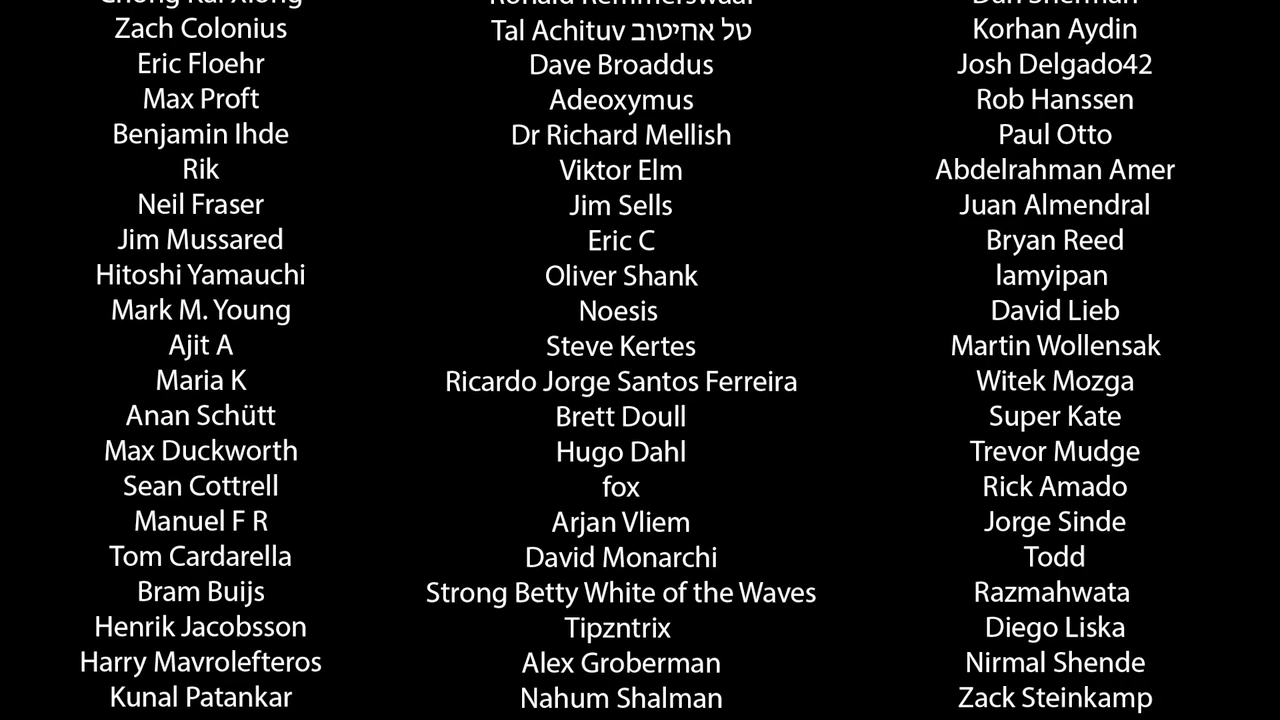 Zach Colonius
Eric Floehr
Max Proft
Benjamin Ihde
Rik
Neil Fraser
Jim Mussared
Hitoshi Yamauchi
Mark M. Young
Ajit A
Maria K
Anan Schütt
Max Duckworth
Sean Cottrell
Manuel F R
Tom Cardarella
Bram Buijs
Henrik Jacobsson
Harry Mavrolefteros
Kunal Patankar
Tal Achituv טל אחיטוב
Dave Broaddus
Adeoxymus
Dr Richard Mellish
Viktor Elm
Jim Sells
Eric C
Oliver Shank
Noesis
Steve Kertes
Ricardo Jorge Santos Ferreira
Brett Doull
Hugo Dahl
fox
Arjan Vliem
David Monarchi
Strong Betty White of the Waves
Tipzntrix
Alex Groberman
Nahum Shalman
Korhan Aydin
Josh Delgado42
Rob Hanssen
Paul Otto
Abdelrahman Amer
Juan Almendral
Bryan Reed
lamyipan
David Lieb
Martin Wollensak
Witek Mozga
Super Kate
Trevor Mudge
Rick Amado
Jorge Sinde
Todd
Razmahwata
Diego Liska
Nirmal Shende
Zack Steinkamp